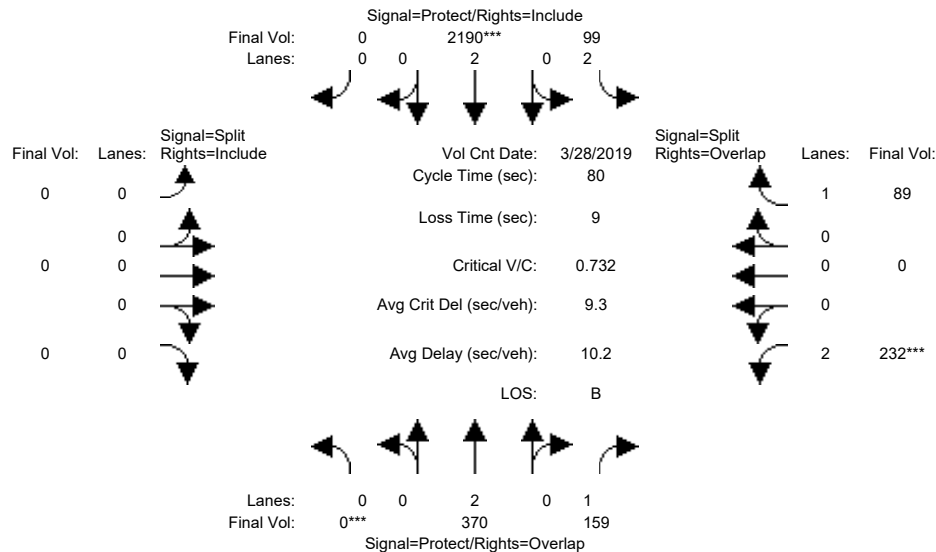 Signal=Protect/Rights=Include
Final Vol: 0 2190*** 99
Lanes: 0 0 2 0 2
Signal=Split
Final Vol: Lanes: Rights=Include
Vol Cnt Date: 3/28/2019
Signal=Split
Rights=Overlap Lanes: Final Vol:
0 0
Cycle Time (sec): 80
1 89
0
Loss Time (sec): 9
0
0 0
Critical V/C: 0.732
0 0
0
Avg Crit Del (sec/veh): 9.3
0
0 0
Avg Delay (sec/veh): 10.2
2 232***
LOS: B
Lanes: 0 0 2 0 1
Final Vol: 0*** 370 159
Signal=Protect/Rights=Overlap